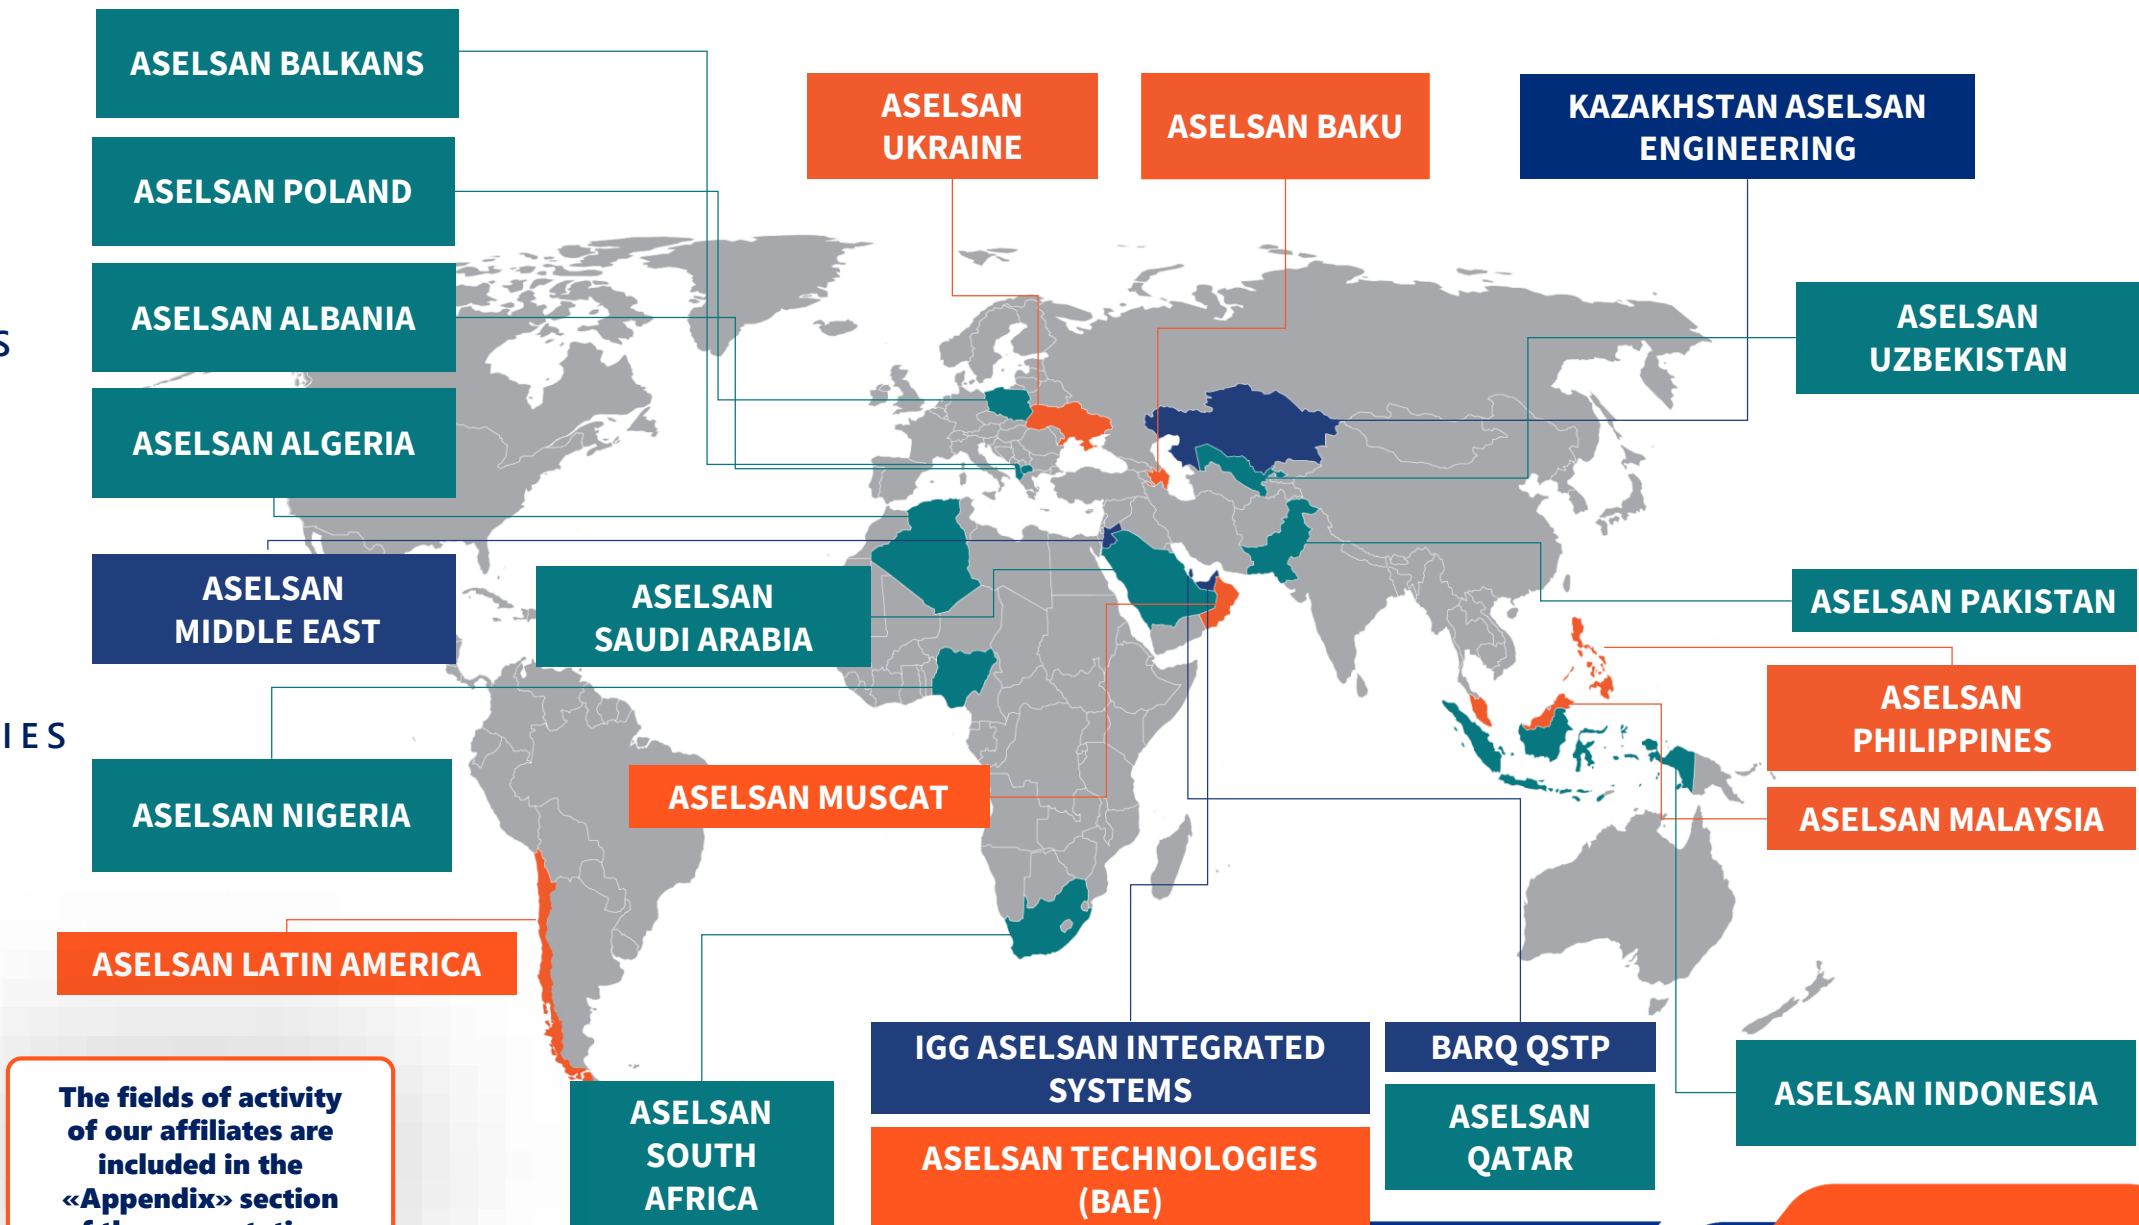 ASELSAN BALKANS
ASELSAN
UKRAINE
ASELSAN BAKU
KAZAKHSTAN ASELSAN
ENGINEERING
ASELSAN POLAND
ASELSAN ALBANIA
S
ASELSAN
UZBEKISTAN
ASELSAN ALGERIA
ASELSAN
MIDDLE EAST
ASELSAN
SAUDI ARABIA
ASELSAN PAKISTAN
ASELSAN
PHILIPPINES
IES
ASELSAN NIGERIA
ASELSAN MUSCAT
ASELSAN MALAYSIA
ASELSAN LATIN AMERICA
IGG ASELSAN INTEGRATED
SYSTEMS
BARQ QSTP
ASELSAN INDONESIA
The fields of activity
of our affiliates are
included in the
«Appendix» section
ASELSAN
SOUTH
AFRICA
ASELSAN TECHNOLOGIES
(BAE)
ASELSAN
QATAR